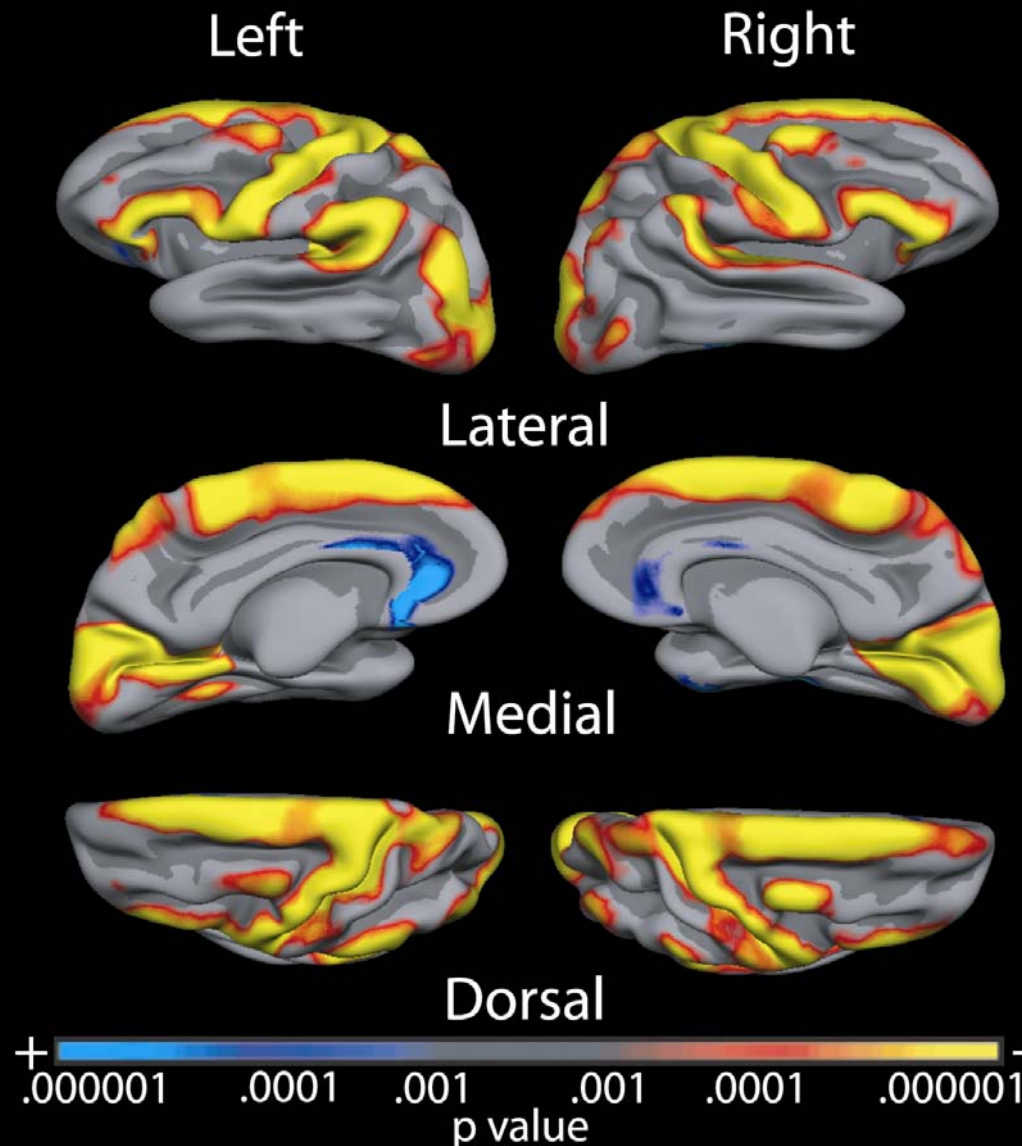 Left Right
Lateral
Medial
Dorsal
+ -
.000001 .0001 .001 .001 .0001 .000001
p value